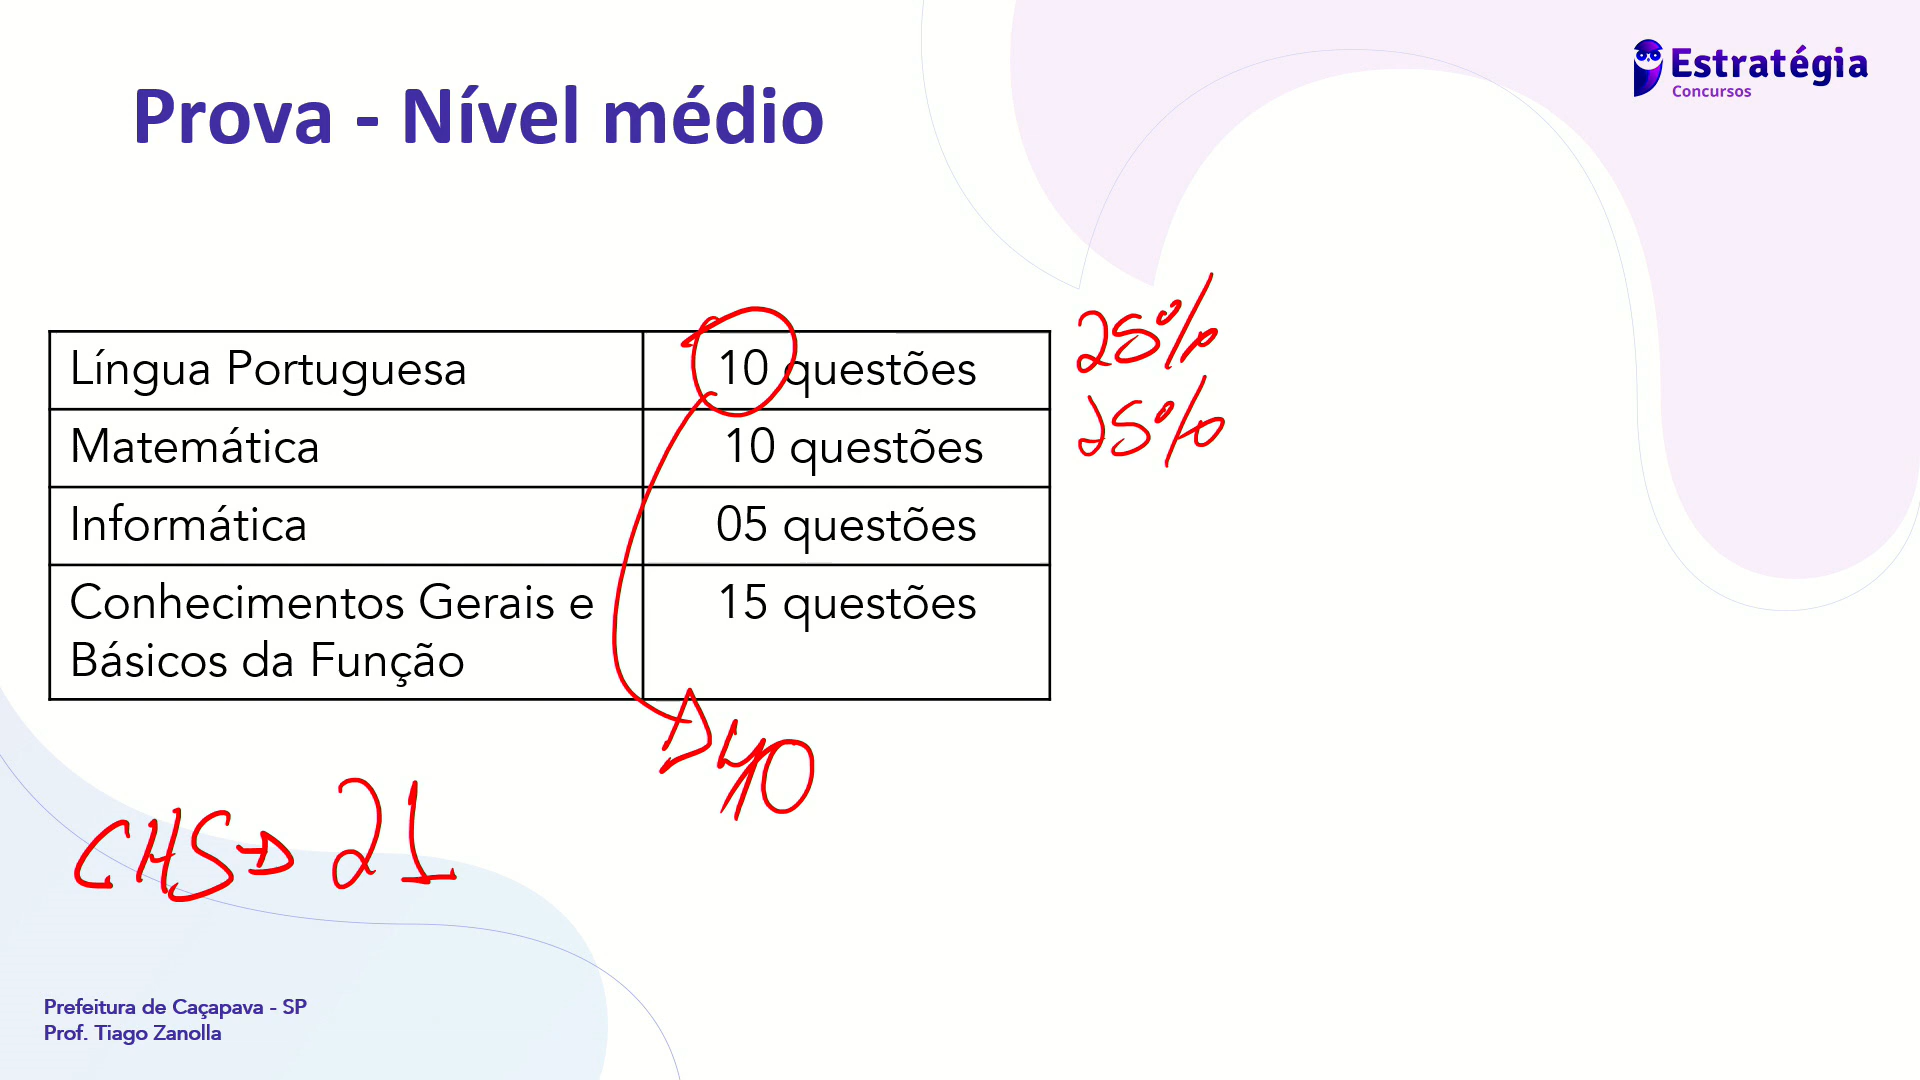 Estratégia
Concursos
Prova - Nível médio
Língua Portuguesa 10 questões 25%
Matemática 10 questões 25%
Informática 05 questões
Conhecimentos Gerais e 15 questões
Básicos da Função
40
CHS → 21
Prefeitura de Caçapava - SP
Prof. Tiago Zanolla